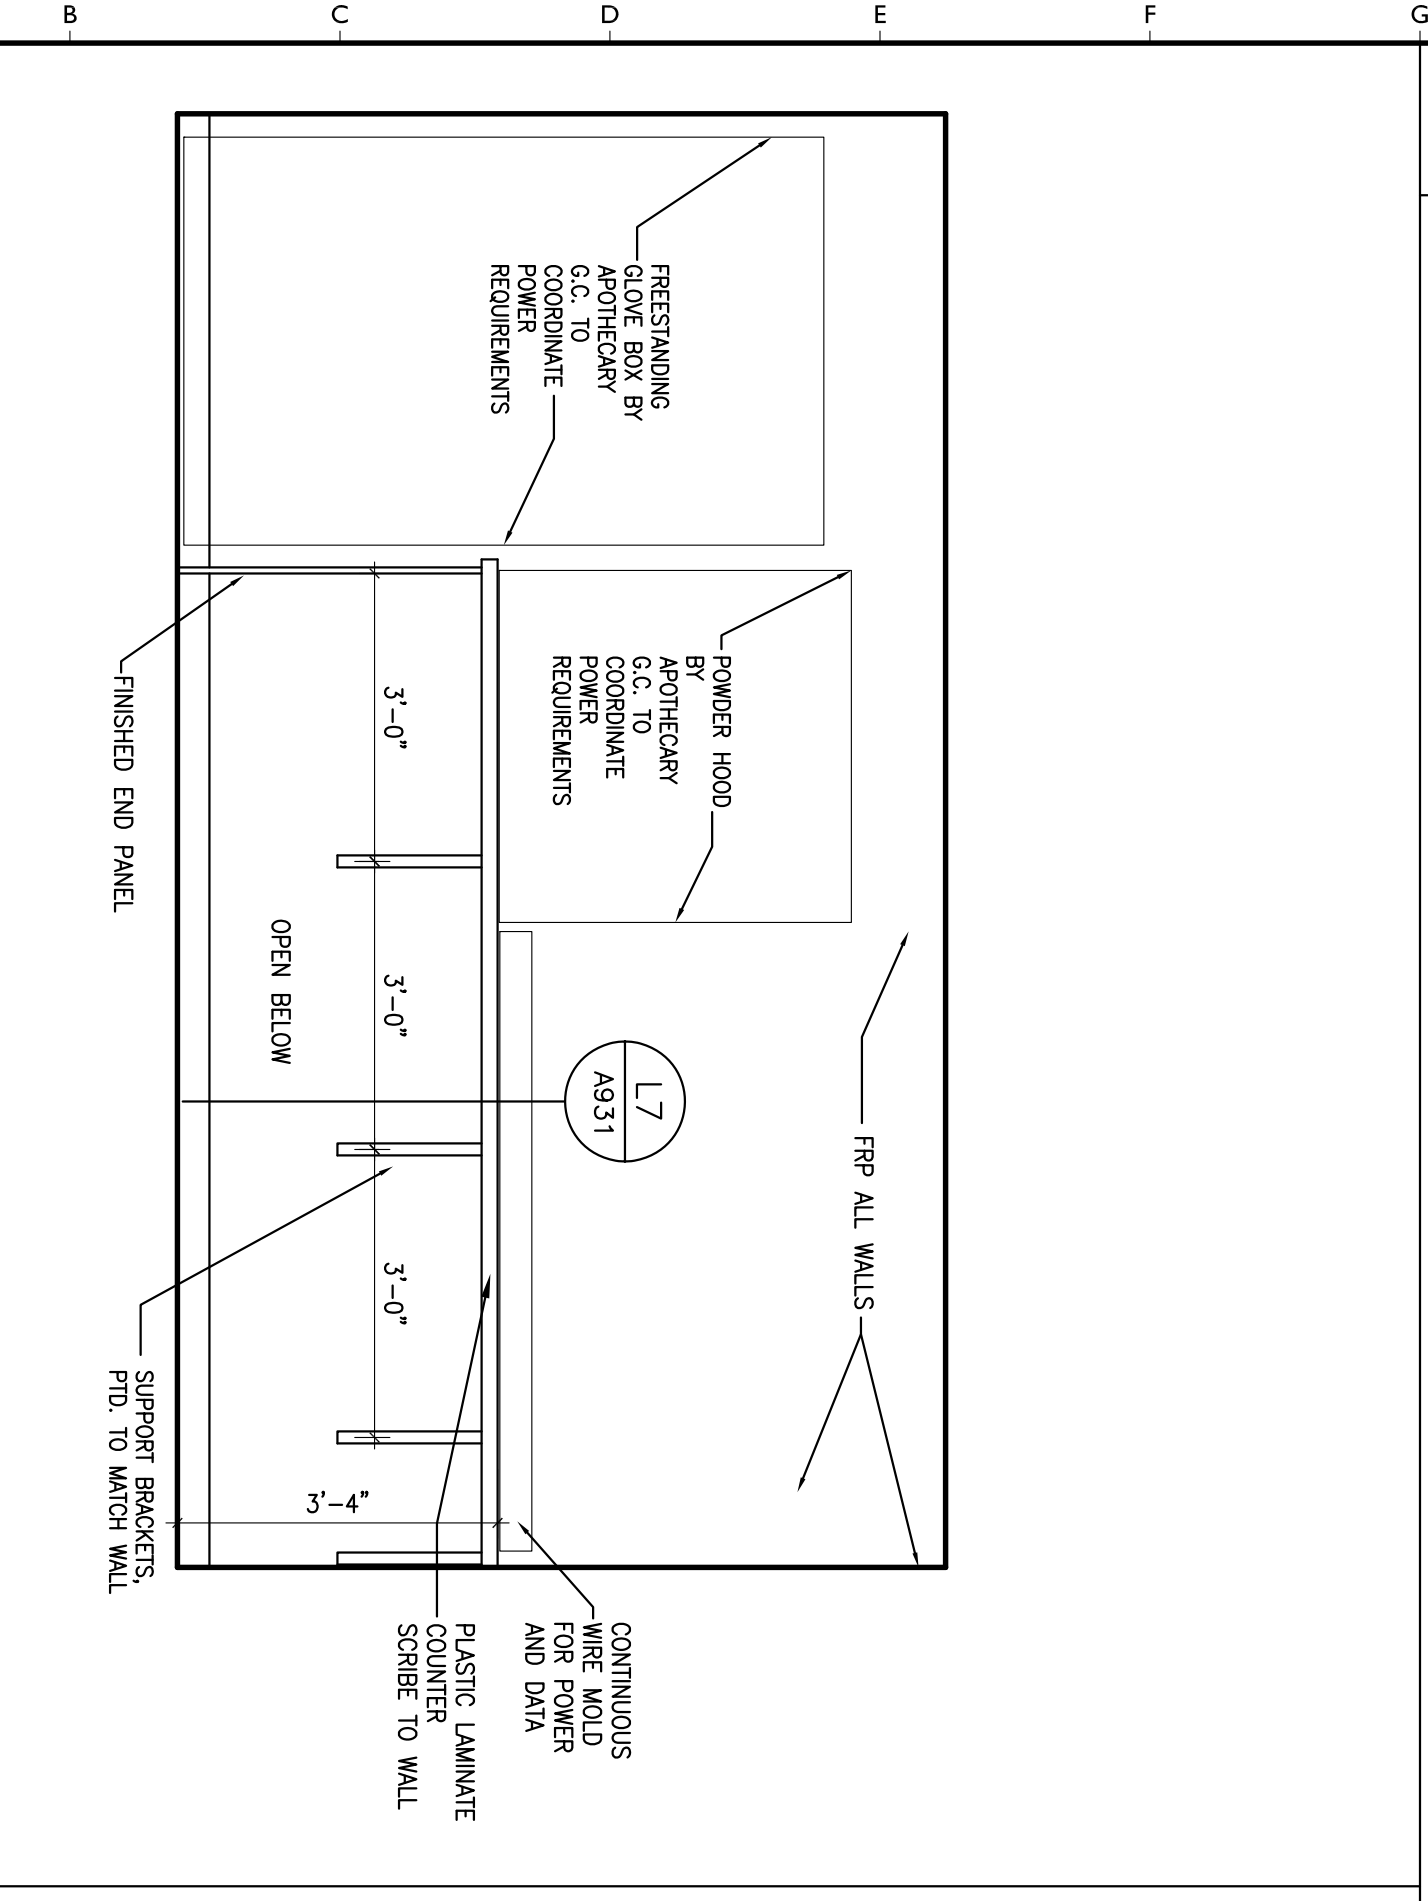 B
C
D
E
F
G
FREESTANDING
GLOVE BOX BY
APOTHECARY
G.C. TO
COORDINATE
POWER
REQUIREMENTS
POWDER HOOD
BY
APOTHECARY
G.C. TO
COORDINATE
POWER
REQUIREMENTS
FRP ALL WALLS
L7
A931
3'-0"
3'-0"
3'-0"
OPEN BELOW
3'-4"
FINISHED END PANEL
SUPPORT BRACKETS,
PTD. TO MATCH WALL
CONTINUOUS
WIRE MOLD
FOR POWER
AND DATA
PLASTIC LAMINATE
COUNTER
SCRIBE TO WALL